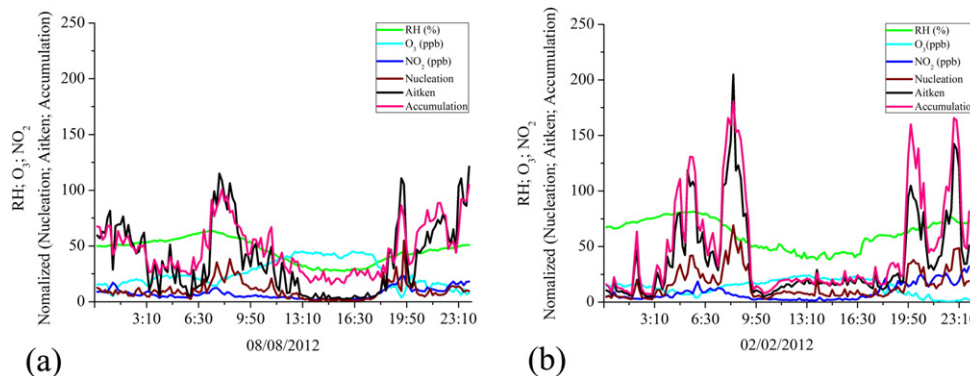 RH; O3; NO2
Nomalized (Nucleation; Aitken; Accumulation)
250
200
150
100
50
0
RH (%)
O3 (ppb)
NO2 (ppb)
Nucleation
Aitken
Accumulation
3:10 6:30 9:50 13:10 16:30 19:50 23:10
08/08/2012
(a)
RH; O3; NO2
Nomalized (Nucleation; Aitken; Accumulation)
250
200
150
100
50
0
RH (%)
O3(ppb)
NO2 (ppb)
Nucleation
Aitken
Accumulation
3:10 6:30 9:50 13:10 16:30 19:50 23:10
02/02/2012
(b)